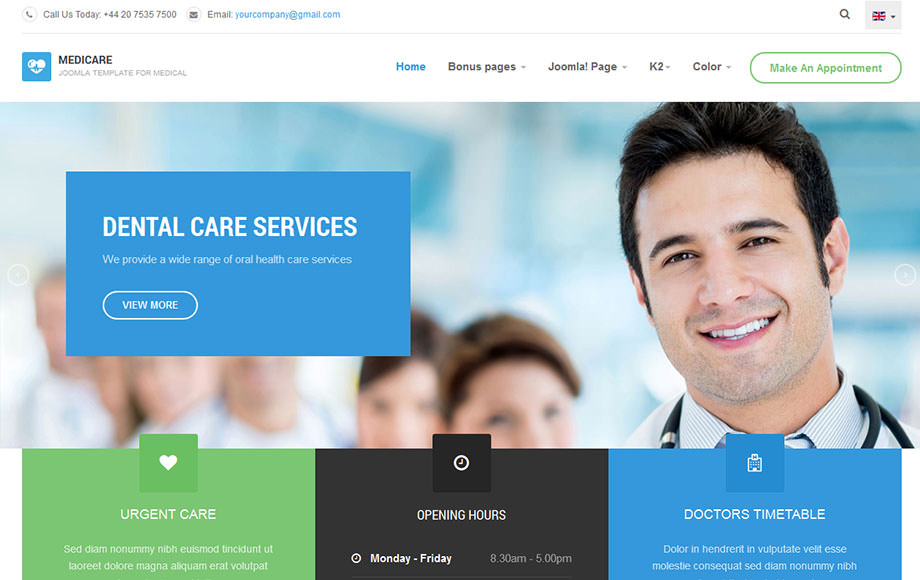 Call Us Today: +44 20 7535 7500
Email: yourcompany@gmail.com
MEDICARE
JOOMLA TEMPLATE FOR MEDICAL
Home
Bonus pages
Joomla! Page
K2
Color
Make An Appointment
DENTAL CARE SERVICES
We provide a wide range of oral health care services
VIEW MORE
URGENT CARE
Sed diam nonummy nibh euismod tincidunt ut
laoreet dolore magna aliquam erat volutpat
OPENING HOURS
Monday - Friday
8.30am - 5.00pm
DOCTORS TIMETABLE
Dolor in hendrerit in vulputate velit esse
molestie consequat sed diam nonummy nibh